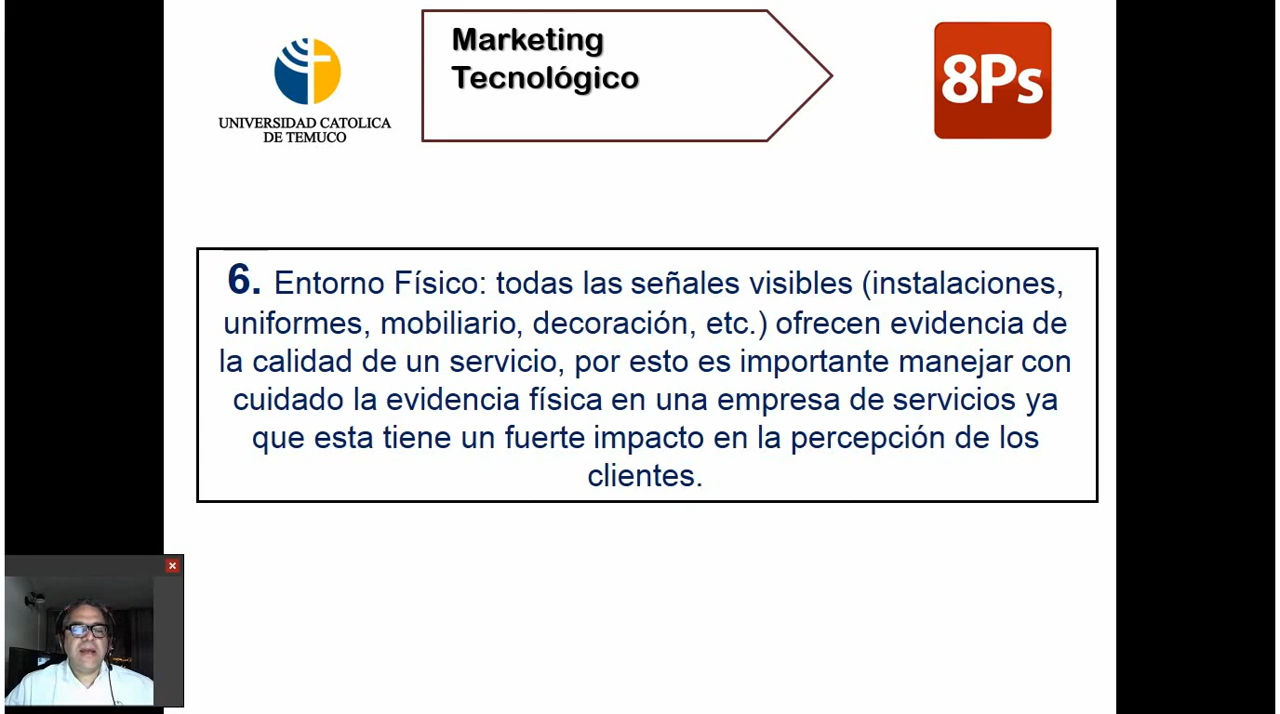 Marketing
Tecnológico
8Ps
UNIVERSIDAD CATOLICA
DE TEMUCO
6. Entorno Físico: todas las señales visibles (instalaciones,
uniformes, mobiliario, decoración, etc.) ofrecen evidencia de
la calidad de un servicio, por esto es importante manejar con
cuidado la evidencia física en una empresa de servicios ya
que esta tiene un fuerte impacto en la percepción de los
clientes.